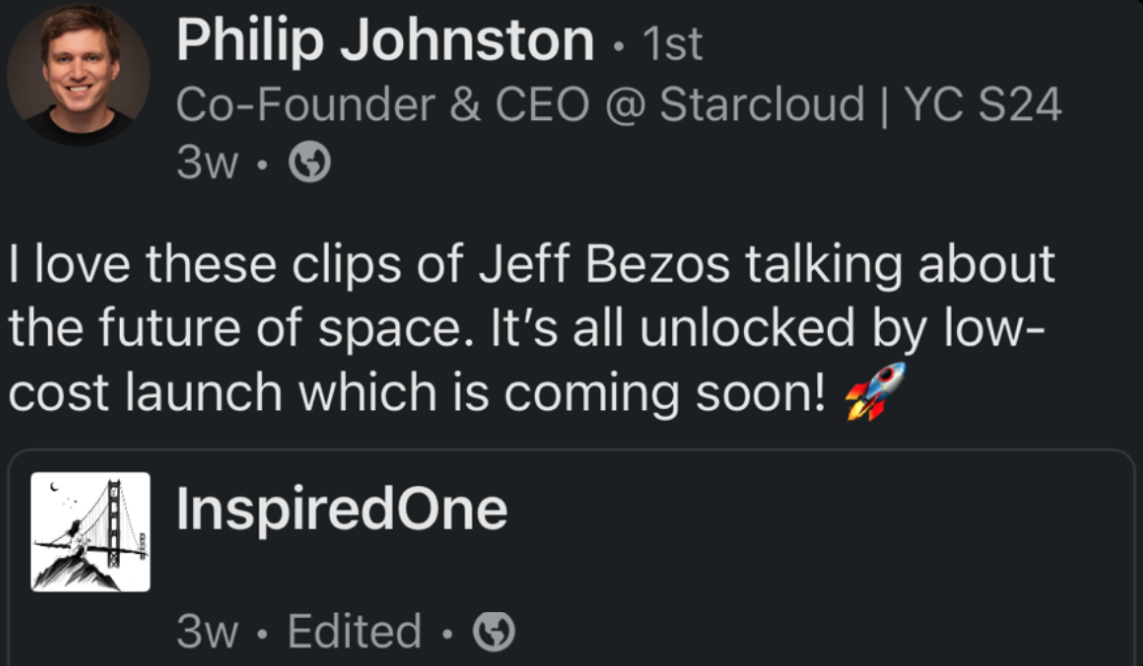 Philip Johnston • 1st
Co-Founder & CEO @ Starcloud | YC S24
3w •
I love these clips of Jeff Bezos talking about
the future of space. It’s all unlocked by low-
cost launch which is coming soon! 🚀
InspiredOne
3w • Edited •